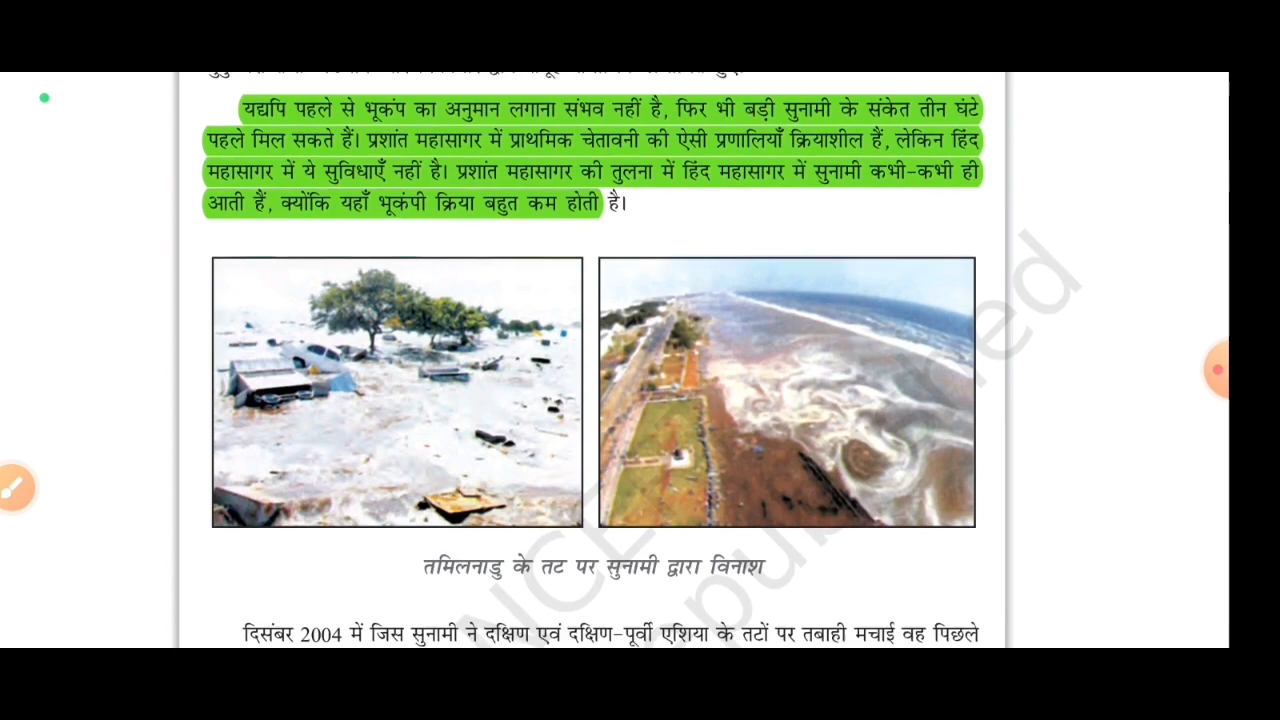 यद्यपि पहले से भूकंप का अनुमान लगाना संभव नहीं है, फिर भी बड़ी सुनामी के संकेत तीन घंटे
पहले मिल सकते हैं। प्रशांत महासागर में प्राथमिक चेतावनी की ऐसी प्रणालियाँ क्रियाशील हैं, लेकिन हिंद
महासागर में ये सुविधाएँ नहीं है। प्रशांत महासागर की तुलना में हिंद महासागर में सुनामी कभी-कभी ही
आती हैं, क्योंकि यहाँ भूकंपी क्रिया बहुत कम होती है।
तमिलनाडु के तट पर सुनामी द्वारा विनाश
दिसंबर 2004 में जिस सुनामी ने दक्षिण एवं दक्षिण-पूर्वी एशिया के तटों पर तबाही मचाई वह पिछले